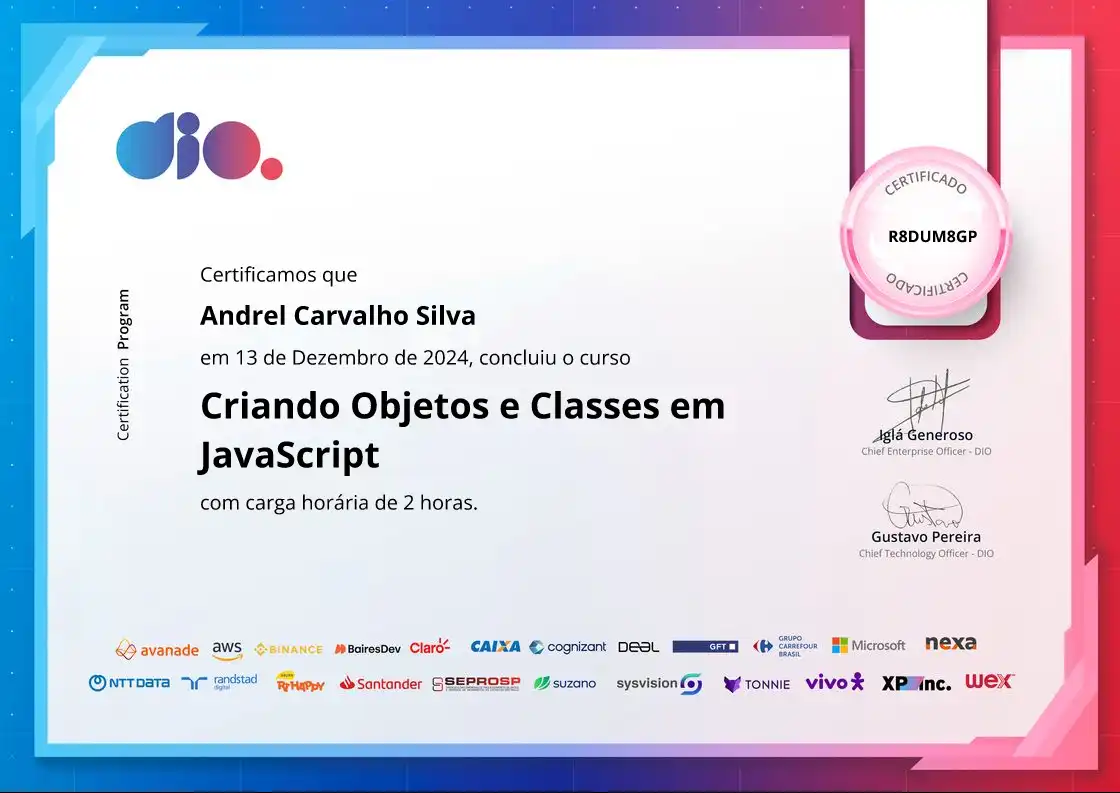 dio.
CERTIFICADO
R8DUM8GP
CERTIFICADO
Certification Program
Certificamos que
Andrel Carvalho Silva
em 13 de Dezembro de 2024, concluiu o curso
Criando Objetos e Classes em
JavaScript
com carga horária de 2 horas.
Iglá Generoso
Chief Enterprise Officer - DIO
Gustavo Pereira
Chief Technology Officer - DIO
avanade aws BINANCE BairesDev Claro CAIXA cognizant DEAL GFT GRUPO CARREFOUR BRASIL Microsoft nexa
NTT DATA randstad digital RI HAPPY Santander SEPROSP suzano sysvision TONNIE vivo XP inc. wex